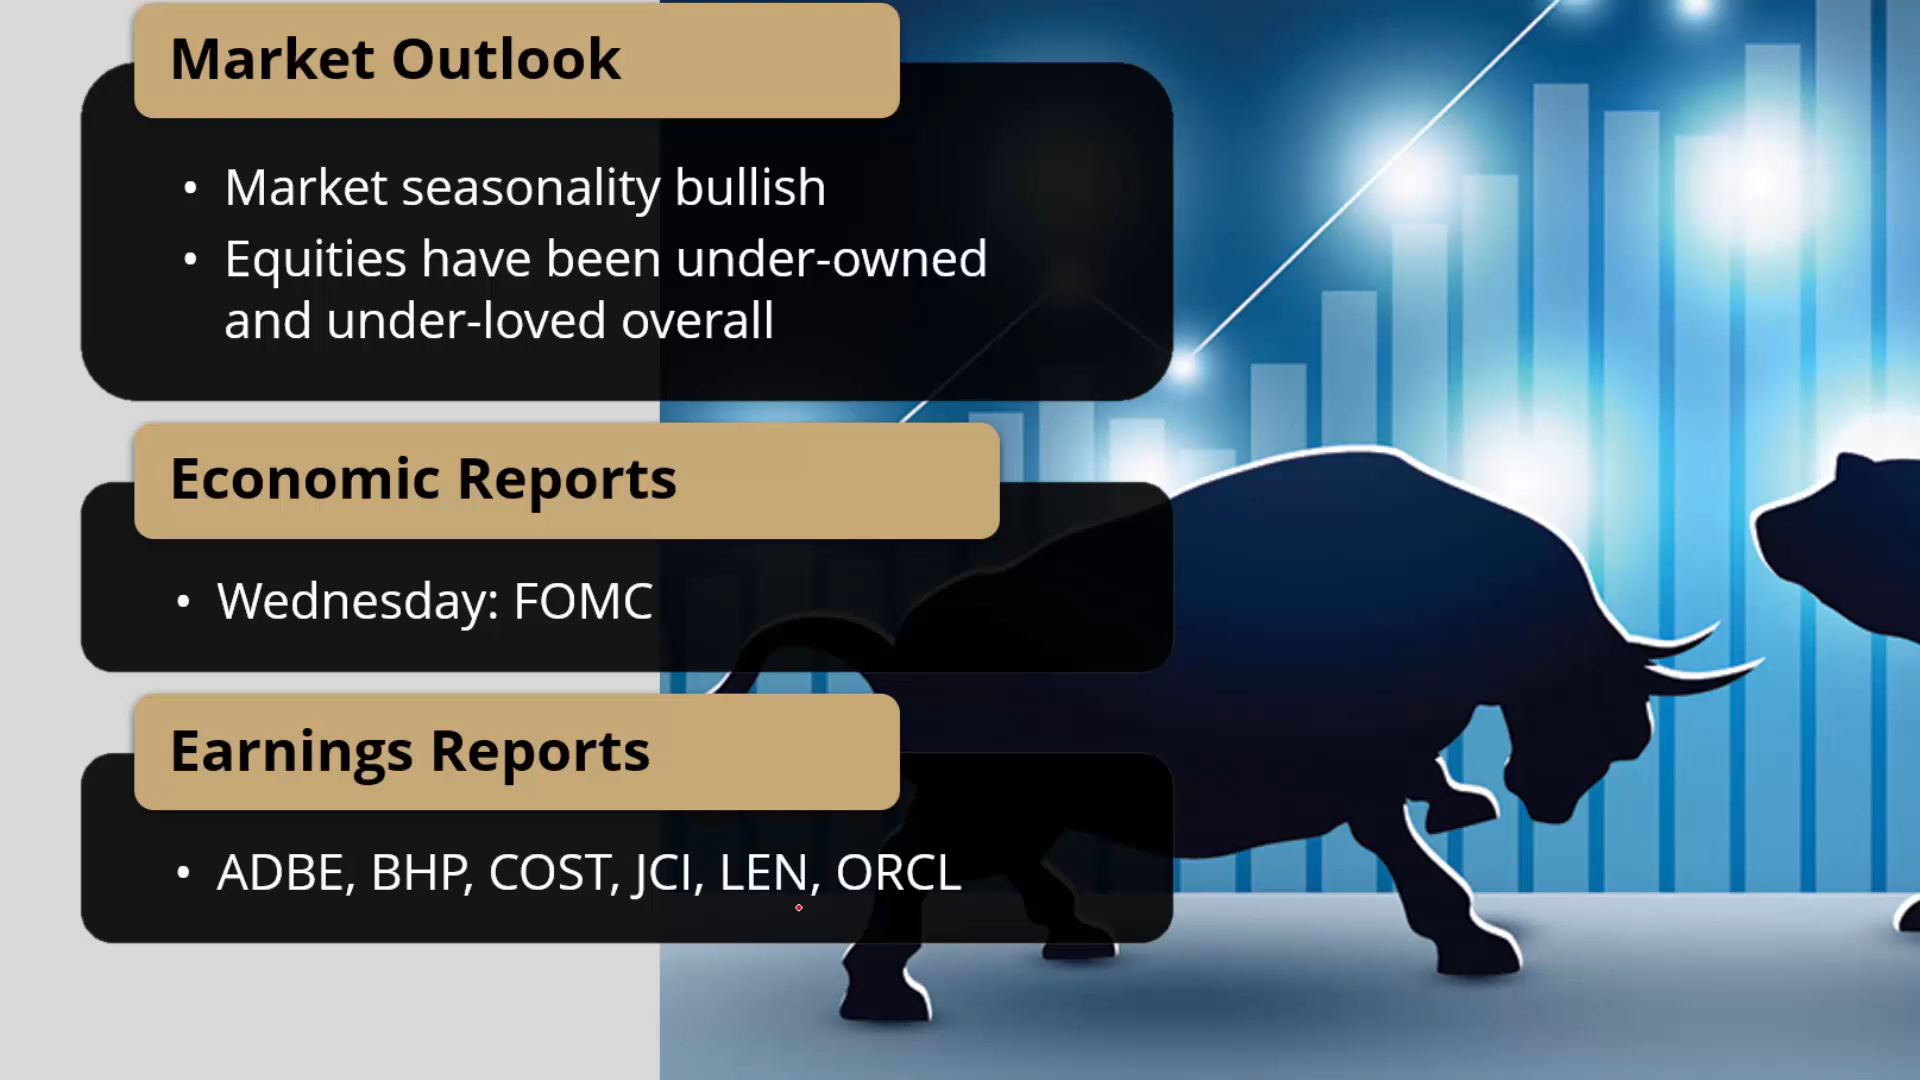 Market Outlook
• Market seasonality bullish
• Equities have been under-owned
and under-loved overall
Economic Reports
• Wednesday: FOMC
Earnings Reports
• ADBE, BHP, COST, JCI, LEN, ORCL